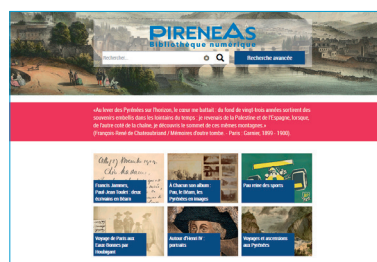 PIRENEAS
Bibliothèque numérique
Rechercher...
Recherche avancée
«Au lever des Pyrénées sur l'horizon, le cœur me battait : du fond de vingt-trois années sortirent des
souvenirs embellis dans les lointains du temps : je revenais de la Palestine et de l'Espagne, lorsque,
de l'autre coté de la chaîne, je découvris le sommet de ces mêmes montagnes.»
(François-René de Chateaubriand / Mémoires d'outre tombe. - Paris : Garnier, 1899 - 1900)
Francis Jammes,
Paul-Jean Toulet : deux
écrivains en Béarn
A Chacun son album :
Pau, le Béarn, les
Pyrénées en images
Pau reine des sports
Voyage de Paris aux
Eaux Bonnes par
Houbigant
Autour d'Henri IV :
portraits
Voyages et ascensions
aux Pyrénées